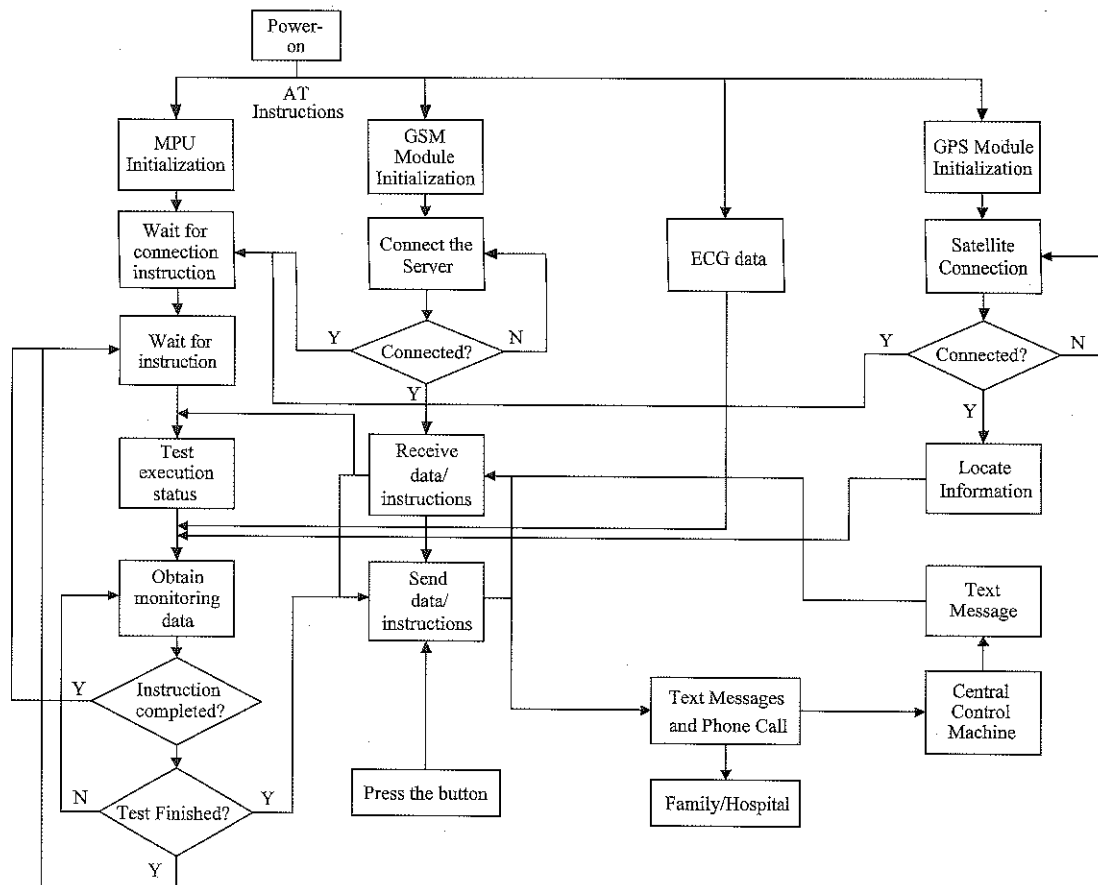 Power-
on
AT
Instructions
MPU
Initialization
GSM
Module
Initialization
GPS Module
Initialization
Wait for
connection
instruction
Connect the
Server
ECG data
Satellite
Connection
Wait for
instruction
Y
Connected?
N
Y
Y
Connected?
N
Y
Test
execution
status
Receive
data/
instructions
Locate
Information
Obtain
monitoring
data
Send
data/
instructions
Text
Message
Y
Instruction
completed?
Text Messages
and Phone Call
Central
Control
Machine
N
Test Finished?
Y
Y
Press the button
Family/Hospital